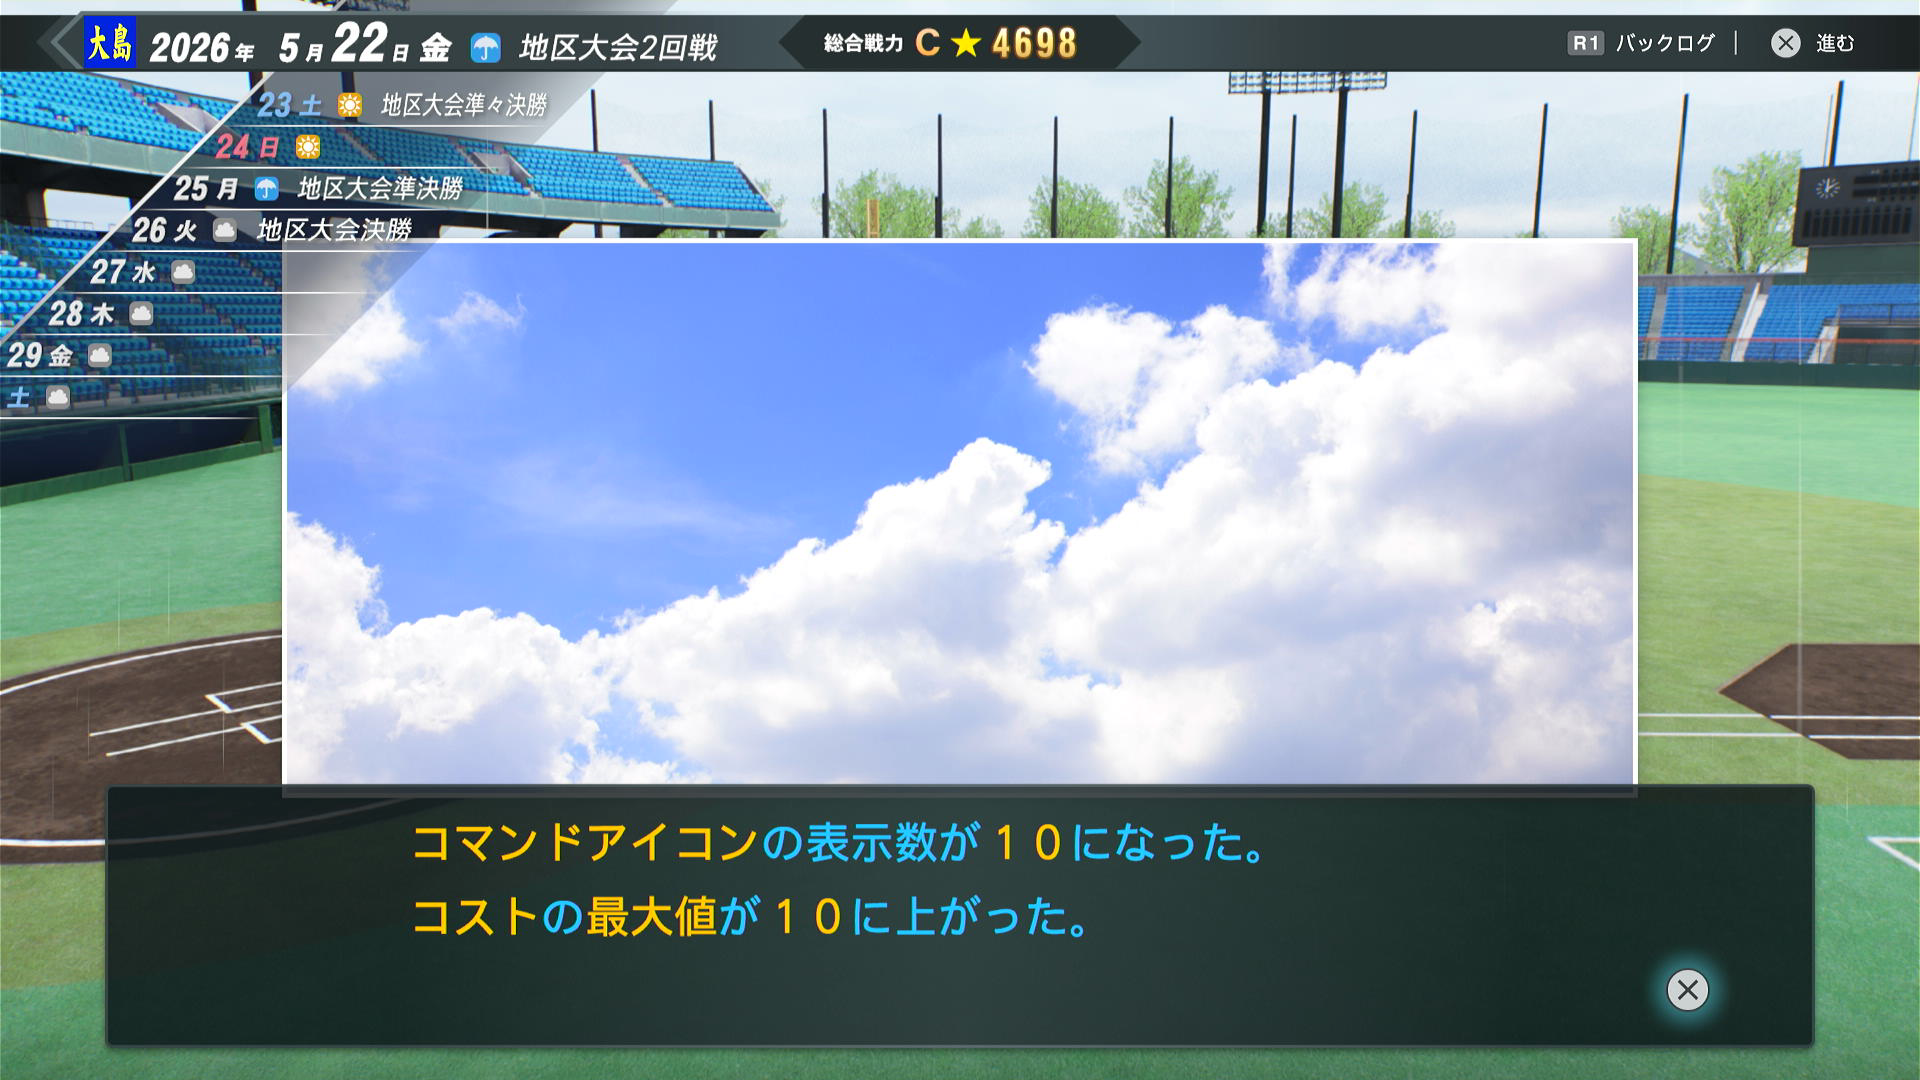 大島 2026年 5月22日 金 地区大会2回戦 総合戦力 C ★ 4698 R1 バックログ | 進む
23 土 地区大会準々決勝
24 日
25 月 地区大会準決勝
26 火 地区大会決勝
27 水
28 木
29 金
土
コマンドアイコンの表示数が10になった。
コストの最大値が10に上がった。